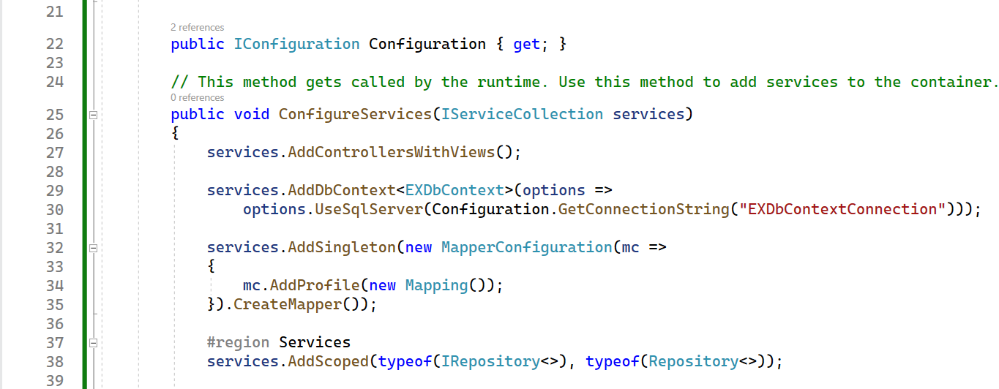 21
2 references
22 public IConfiguration Configuration { get; }
23
24 // This method gets called by the runtime. Use this method to add services to the container.
0 references
25 public void ConfigureServices(IServiceCollection services)
26 {
27 services.AddControllersWithViews();
28
29 services.AddDbContext<EXDbContext>(options =>
30 options.UseSqlServer(Configuration.GetConnectionString("EXDbContextConnection")));
31
32 services.AddSingleton(new MapperConfiguration(mc =>
33 {
34 mc.AddProfile(new Mapping());
35 }).CreateMapper());
36
37 #region Services
38 services.AddScoped(typeof(IRepository<>), typeof(Repository<>));
39